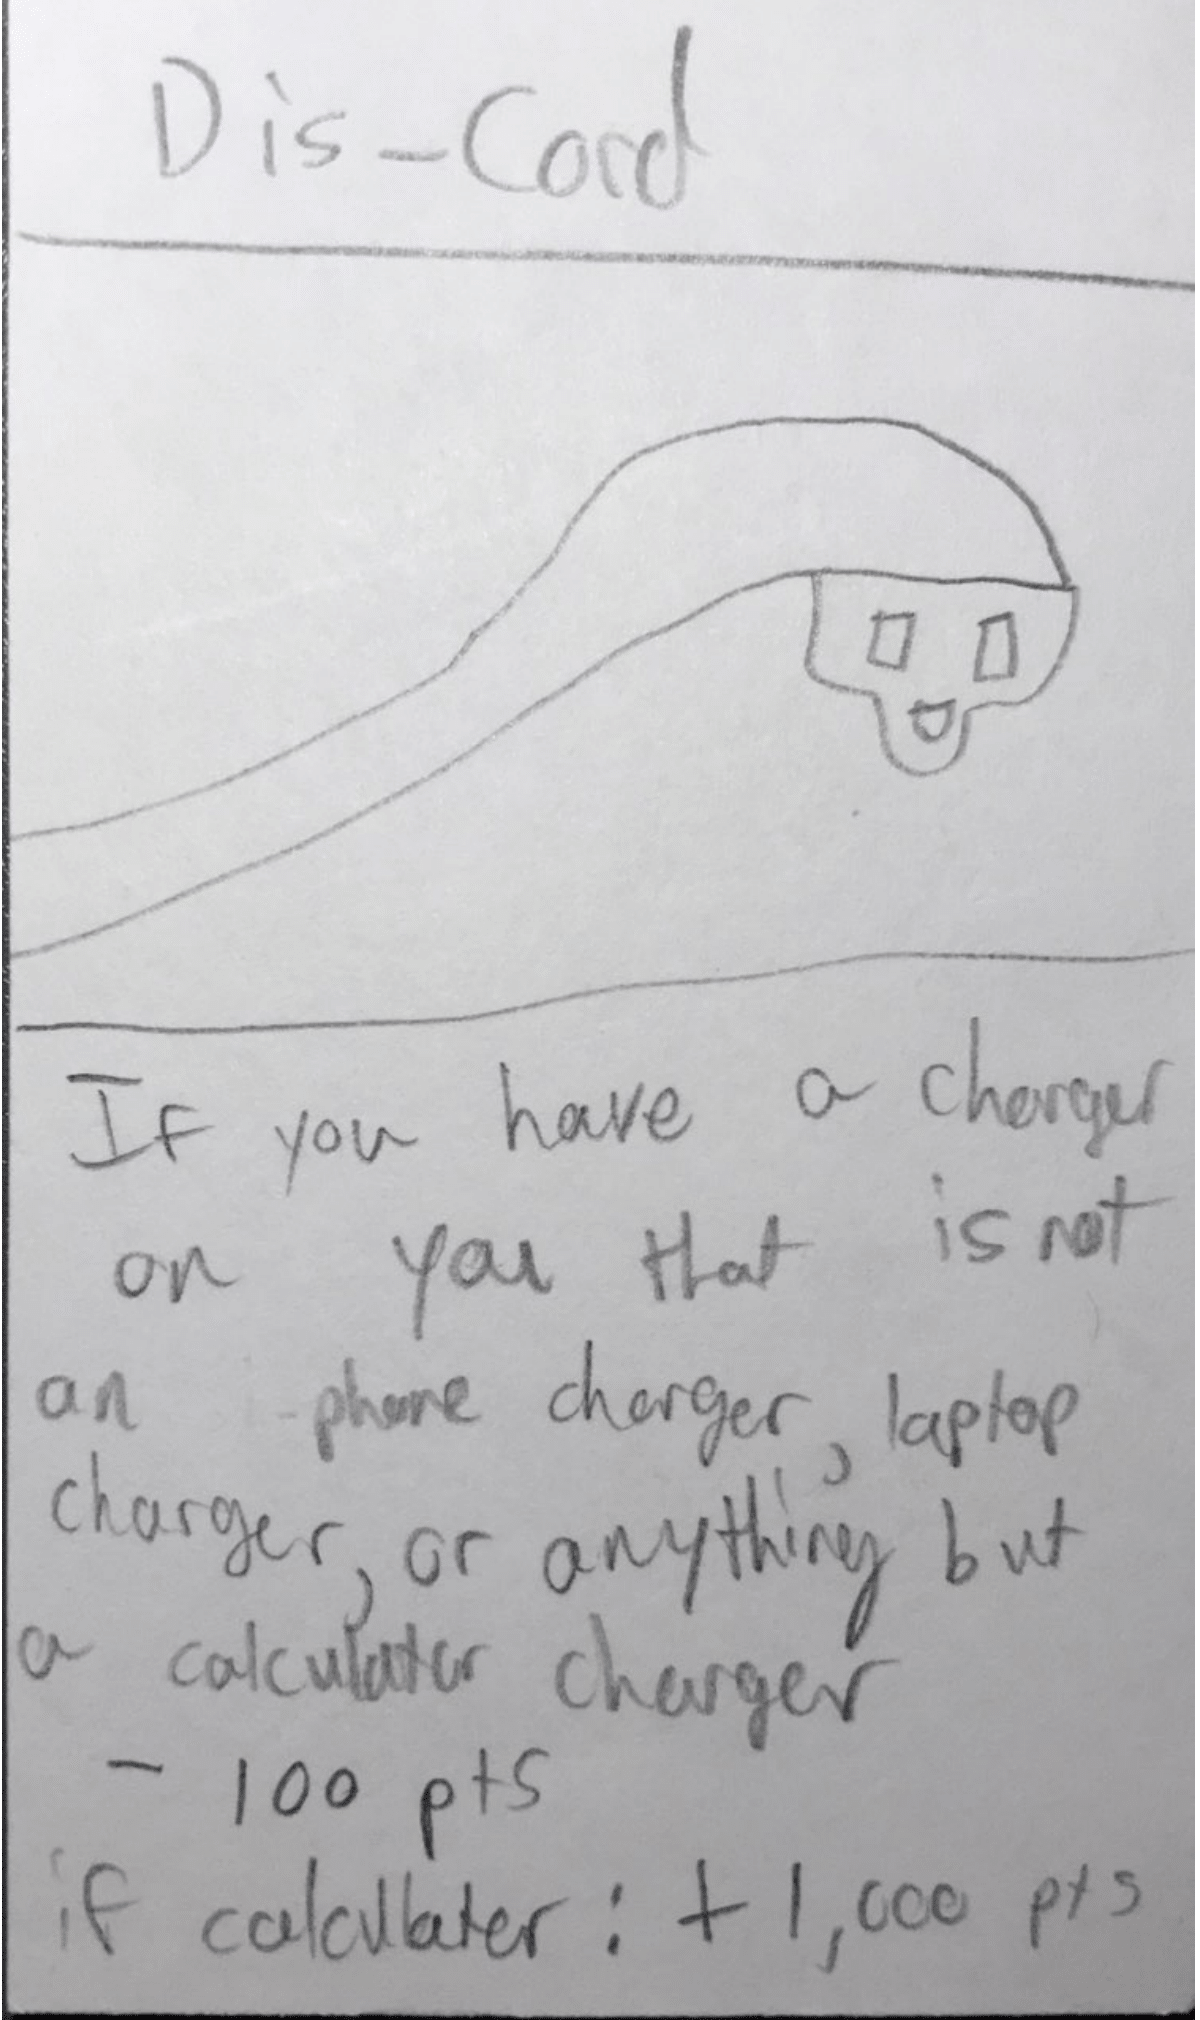 Dis-Cord
If you have a charger
on you that is not
an i-phone charger, laptop
charger, or anything but
a calculater charger
- 100 pts
if calculater : + 1,000 pts